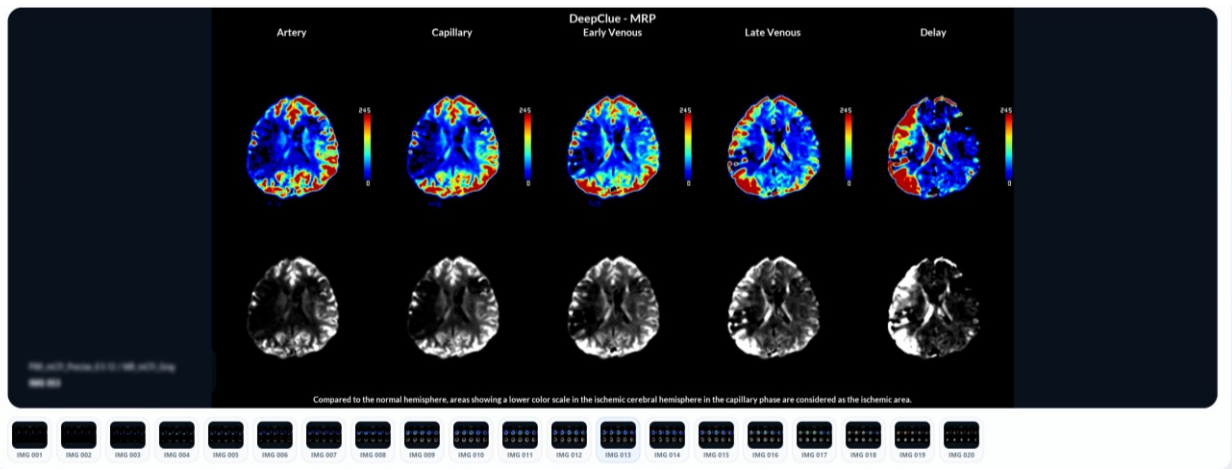 DeepClue - MRP
Artery Capillary Early Venous Late Venous Delay
245 245 245 245 245
0 0 0 0 0
Compared to the normal hemisphere, areas showing a lower color scale in the ischemic cerebral hemisphere in the capillary phase are considered as the ischemic area.
IMG 001 IMG 002 IMG 003 IMG 004 IMG 005 IMG 006 IMG 007 IMG 008 IMG 009 IMG 010 IMG 011 IMG 012 IMG 013 IMG 014 IMG 015 IMG 016 IMG 017 IMG 018 IMG 019 IMG 020